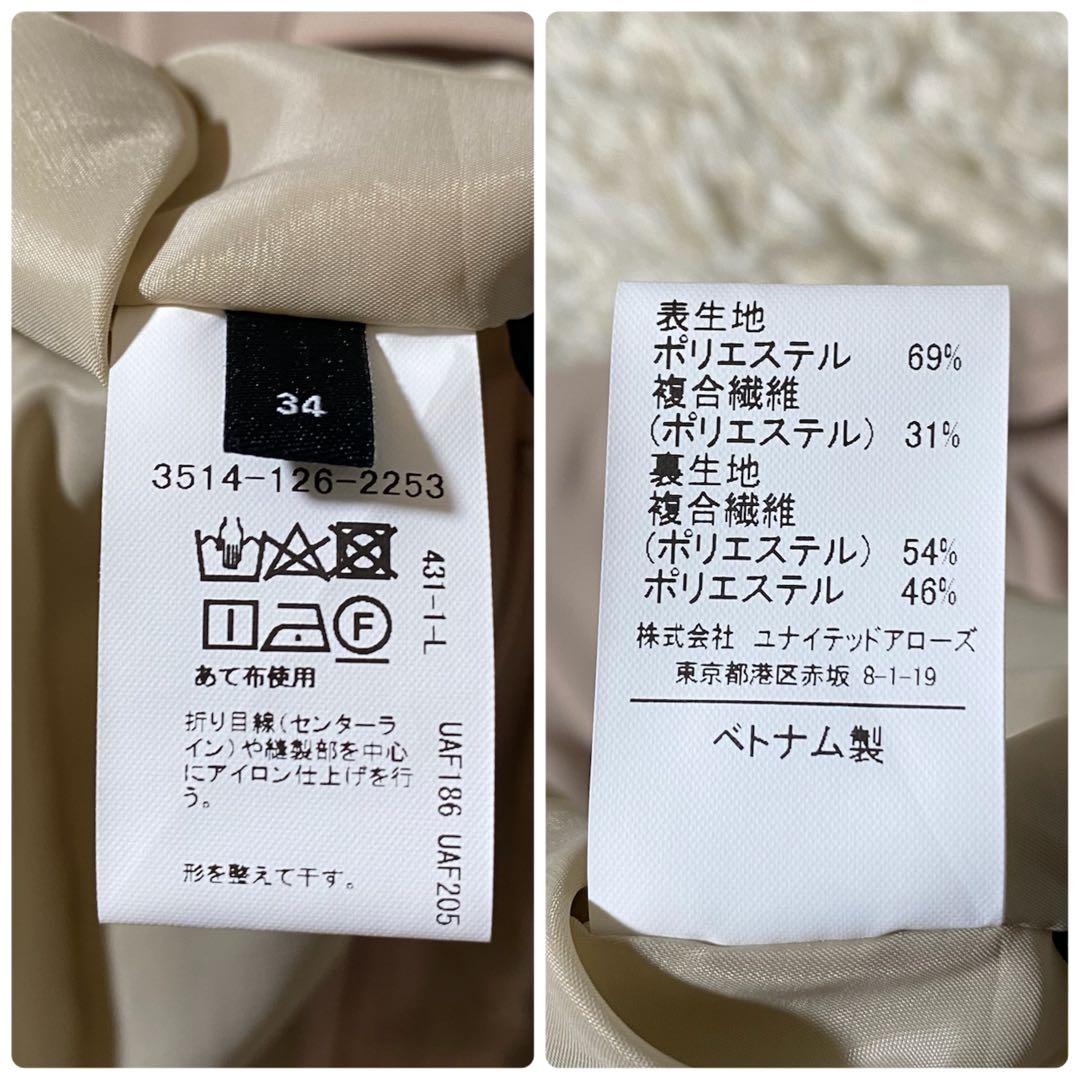 34
3514-126-2253
431-1-L
F
あて布使用
折り目線(センターラ
イン)や縫製部を中心
にアイロン仕上げを行
う。
形を整えて干す。
UAF186 UAF205
表生地
ポリエステル 69%
複合繊維
(ポリエステル) 31%
裏生地
複合繊維
(ポリエステル) 54%
ポリエステル 46%
株式会社 ユナイテッドアローズ
東京都港区赤坂 8-1-19
ベトナム製